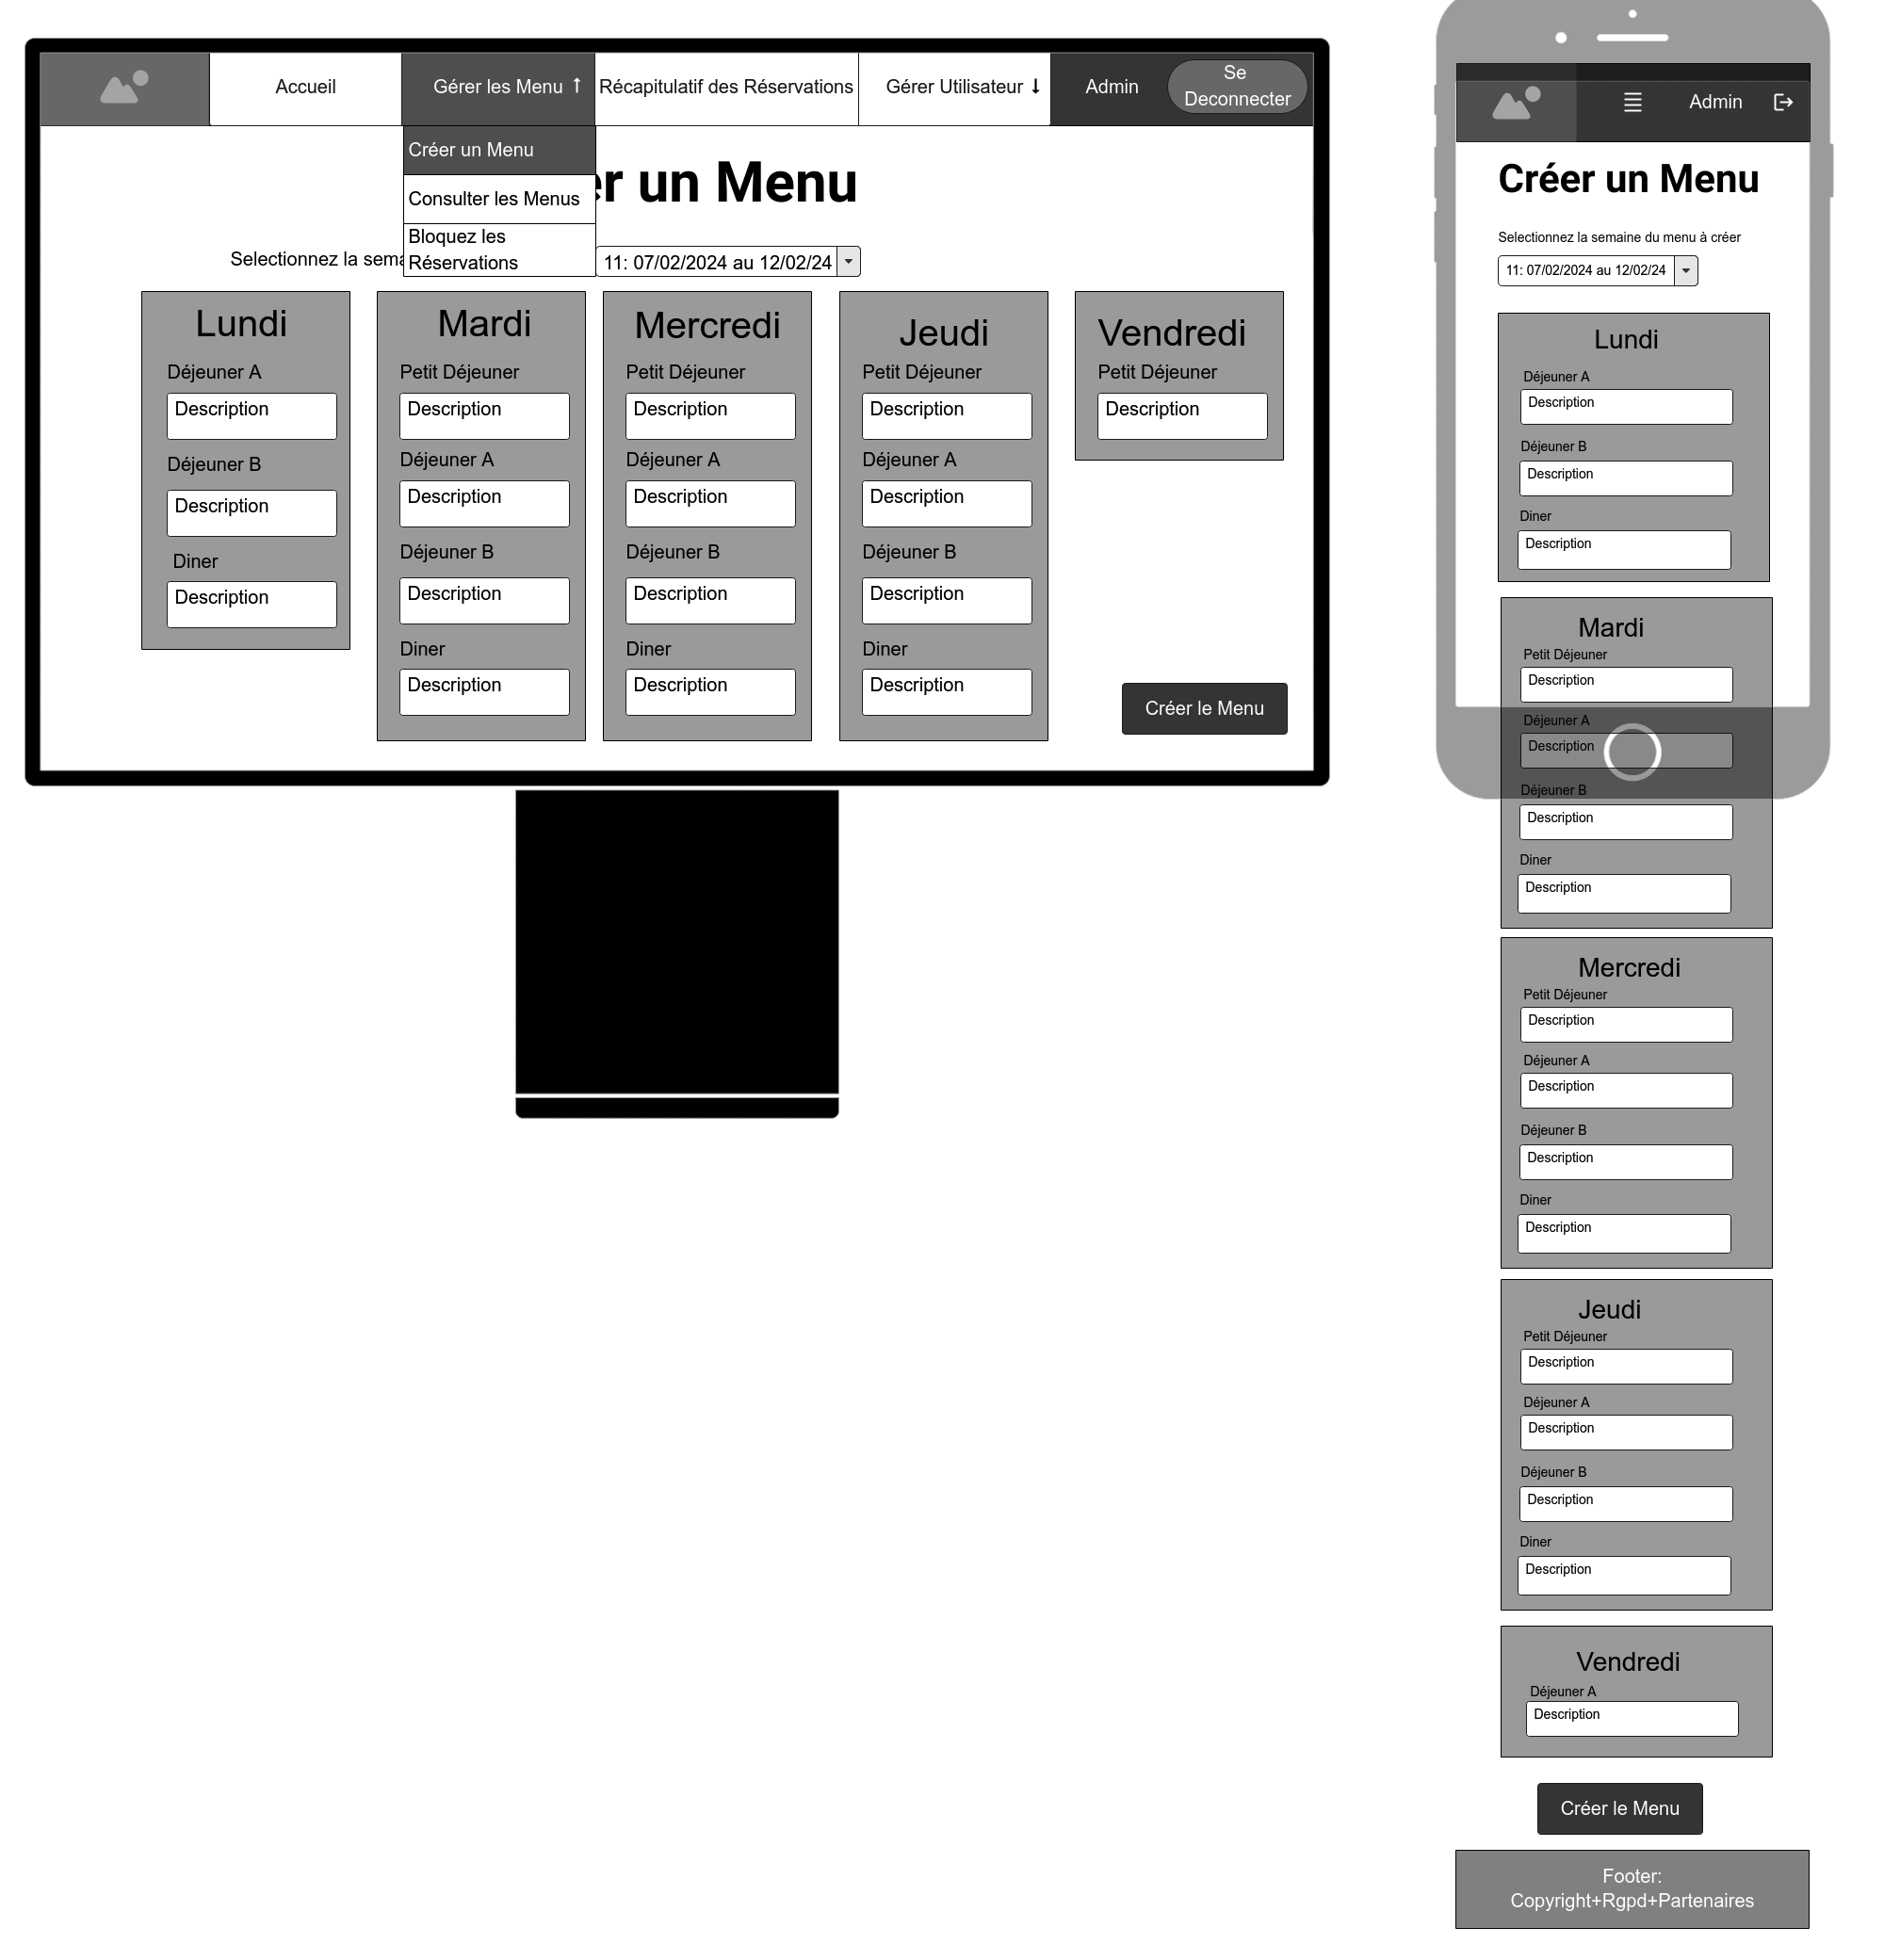 Accueil
Gérer les Menu
Récapitulatif des Réservations
Gérer Utilisateur
Admin
Se
Deconnecter
Créer un Menu
Consulter les Menus
Bloquez les
Réservations
er un Menu
Selectionnez la sema
11: 07/02/2024 au 12/02/24
Lundi
Déjeuner A
Description
Déjeuner B
Description
Diner
Description
Mardi
Petit Déjeuner
Description
Déjeuner A
Description
Déjeuner B
Description
Diner
Description
Mercredi
Petit Déjeuner
Description
Déjeuner A
Description
Déjeuner B
Description
Diner
Description
Jeudi
Petit Déjeuner
Description
Déjeuner A
Description
Déjeuner B
Description
Diner
Description
Vendredi
Petit Déjeuner
Description
Créer le Menu
Admin
Créer un Menu
Selectionnez la semaine du menu à créer
11: 07/02/2024 au 12/02/24
Lundi
Déjeuner A
Description
Déjeuner B
Description
Diner
Description
Mardi
Petit Déjeuner
Description
Déjeuner A
Description
Déjeuner B
Description
Diner
Description
Mercredi
Petit Déjeuner
Description
Déjeuner A
Description
Déjeuner B
Description
Diner
Description
Jeudi
Petit Déjeuner
Description
Déjeuner A
Description
Déjeuner B
Description
Diner
Description
Vendredi
Déjeuner A
Description
Créer le Menu
Footer:
Copyright+Rgpd+Partenaires